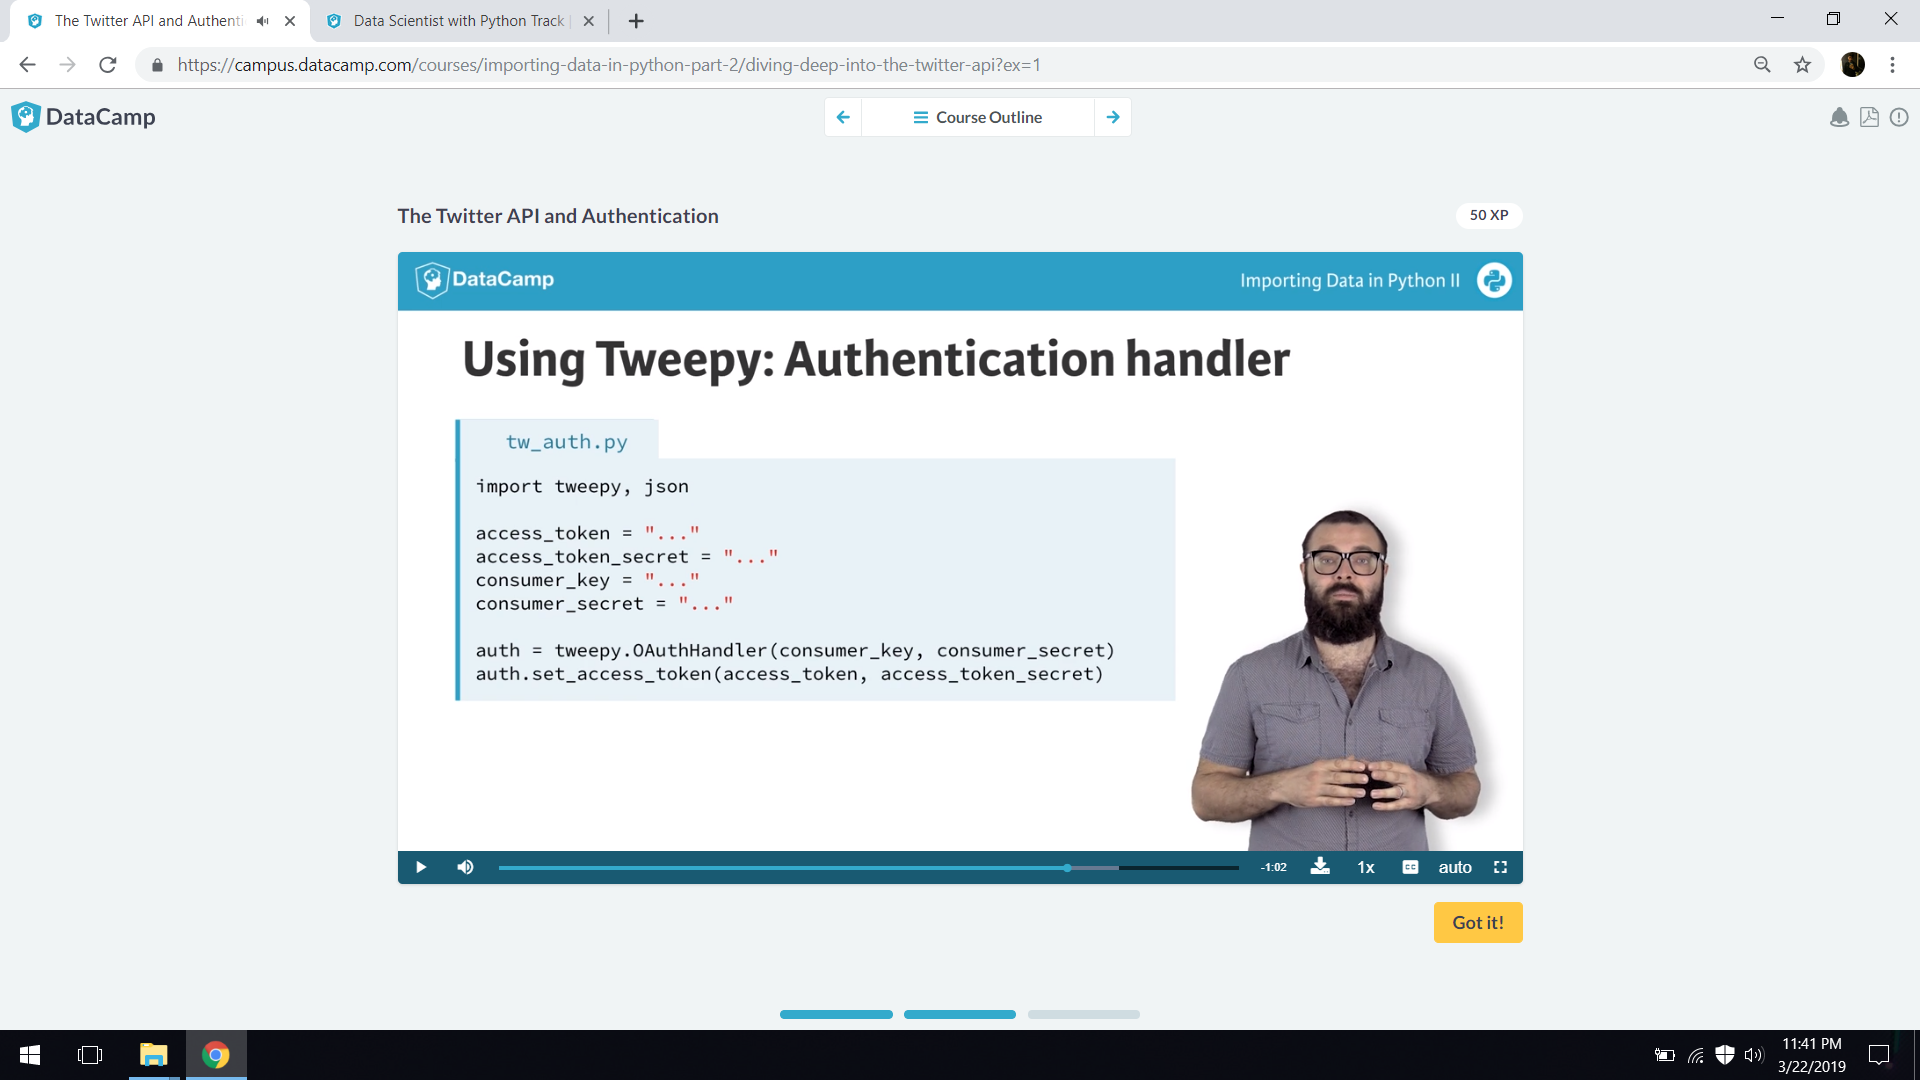 The Twitter API and Authenti
Data Scientist with Python Track
https://campus.datacamp.com/courses/importing-data-in-python-part-2/diving-deep-into-the-twitter-api?ex=1
DataCamp
Course Outline
The Twitter API and Authentication
50 XP
DataCamp
Importing Data in Python II
Using Tweepy: Authentication handler
tw_auth.py
import tweepy, json
access_token = "..."
access_token_secret = "..."
consumer_key = "..."
consumer_secret = "..."
auth = tweepy.OAuthHandler(consumer_key, consumer_secret)
auth.set_access_token(access_token, access_token_secret)
-1:02
1x
CC
auto
Got it!
11:41 PM
3/22/2019